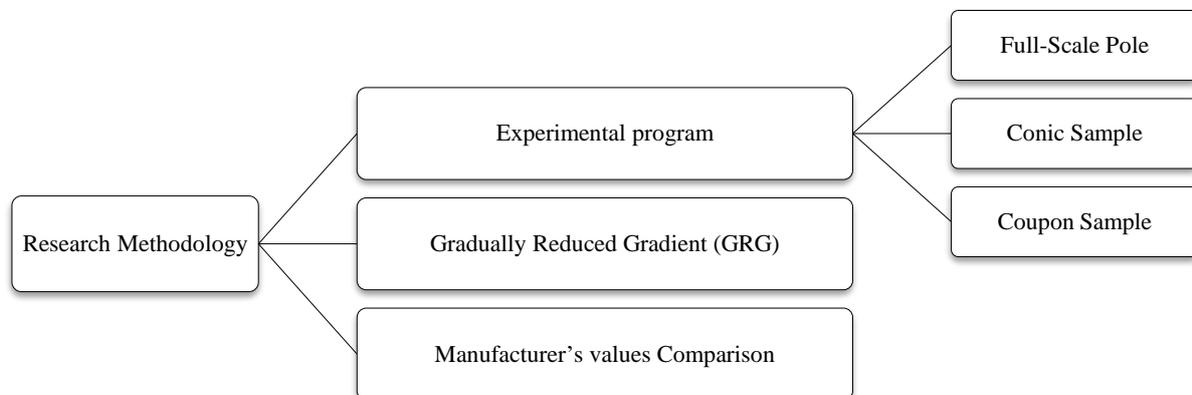 Full-Scale Pole
Experimental program
Conic Sample
Coupon Sample
Research Methodology
Gradually Reduced Gradient (GRG)
Manufacturer’s values Comparison